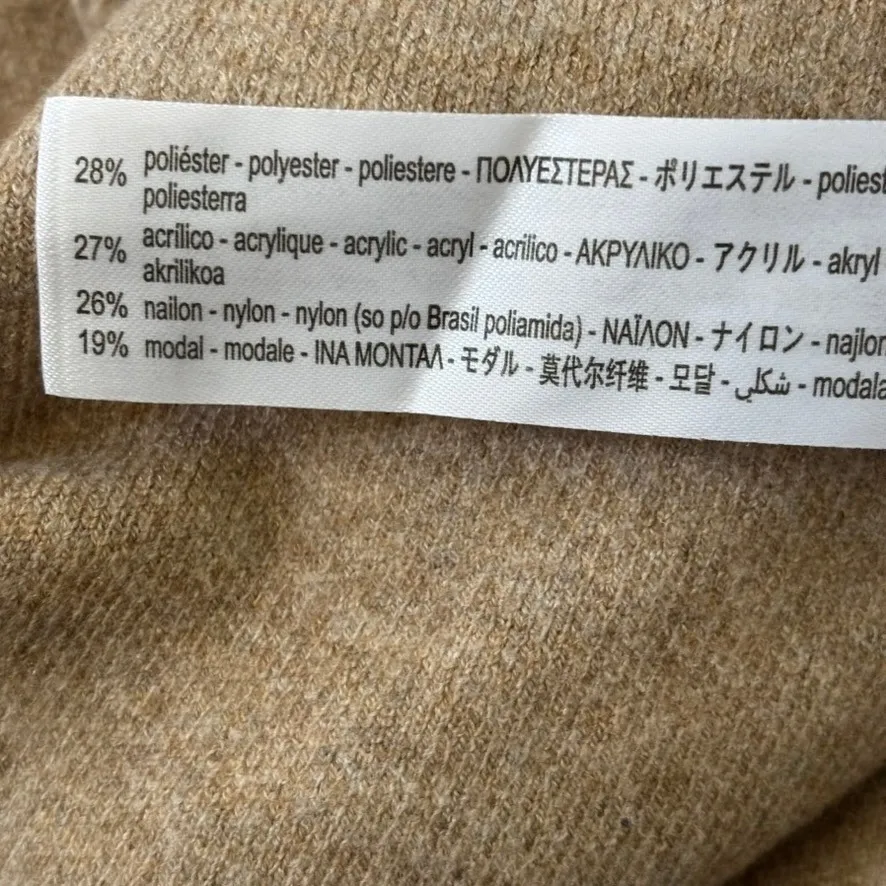 28% poliéster - polyester - poliestere - ΠΟΛΥΕΣΤΕΡΑΣ - ポリエステル - poliest
poliesterra
27% acrílico - acrylique - acrylic - acryl - acrilico - ΑΚΡΥΛΙΚΟ - アクリル - akryl
akrilikoa
26% nailon - nylon - nylon (so p/o Brasil poliamida) - ΝΑΪΛΟΝ - ナイロン - najlon
19% modal - modale - ΙΝΑ ΜΟΝΤΑΛ - モダル - 莫代尔纤维 - 모달 - شكلي - modala